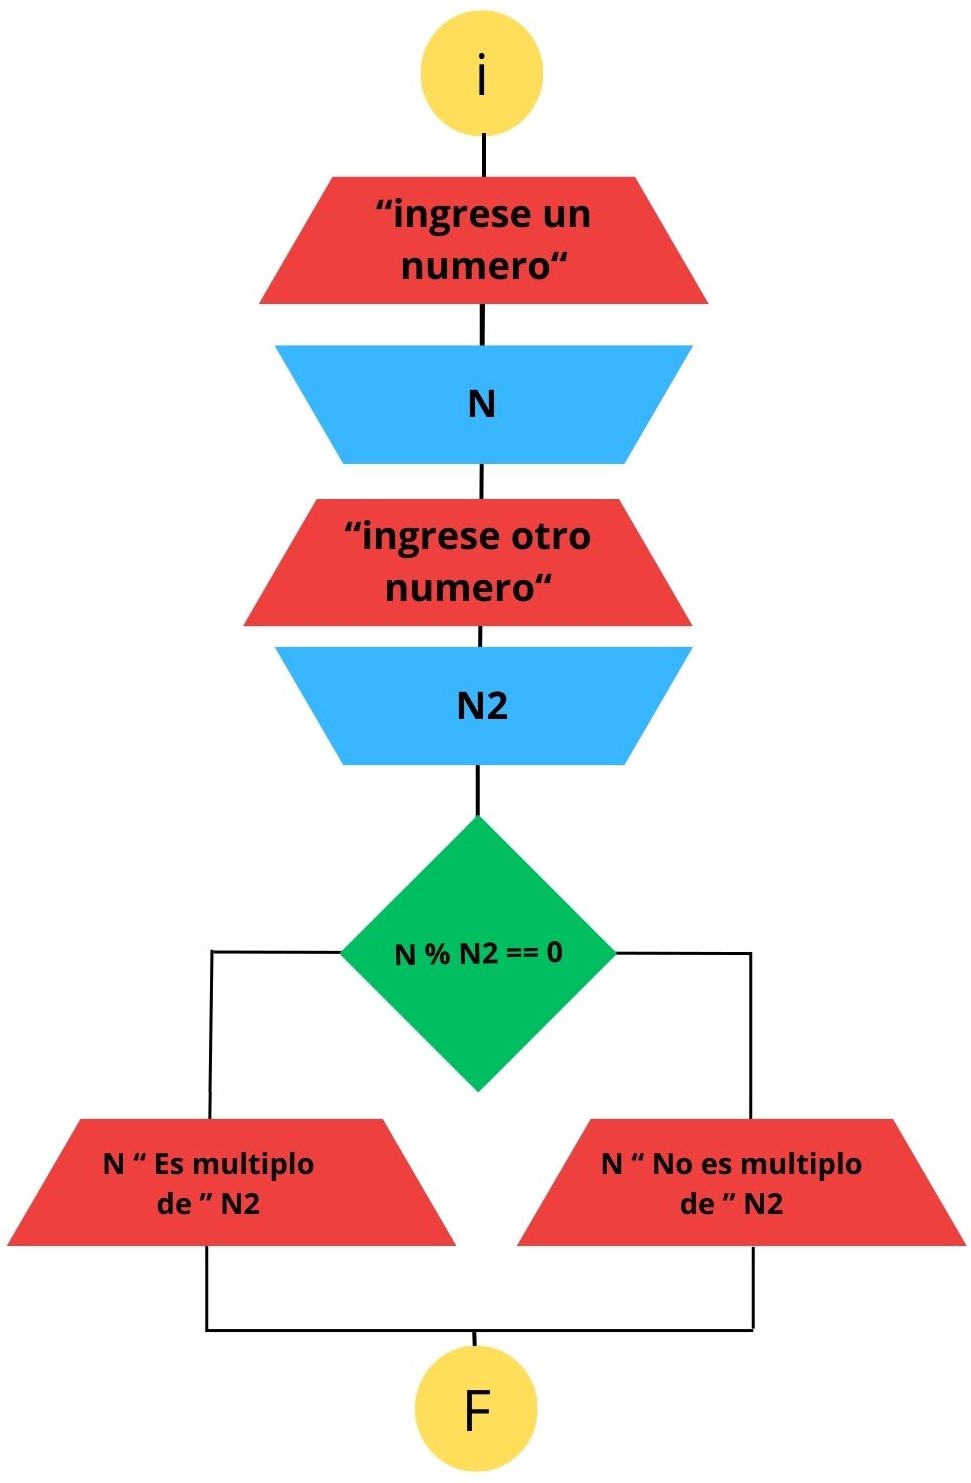 i
“ingrese un
numero“
N
“ingrese otro
numero“
N2
N % N2 == 0
N “ Es multiplo
de ” N2
N “ No es multiplo
de ” N2
F